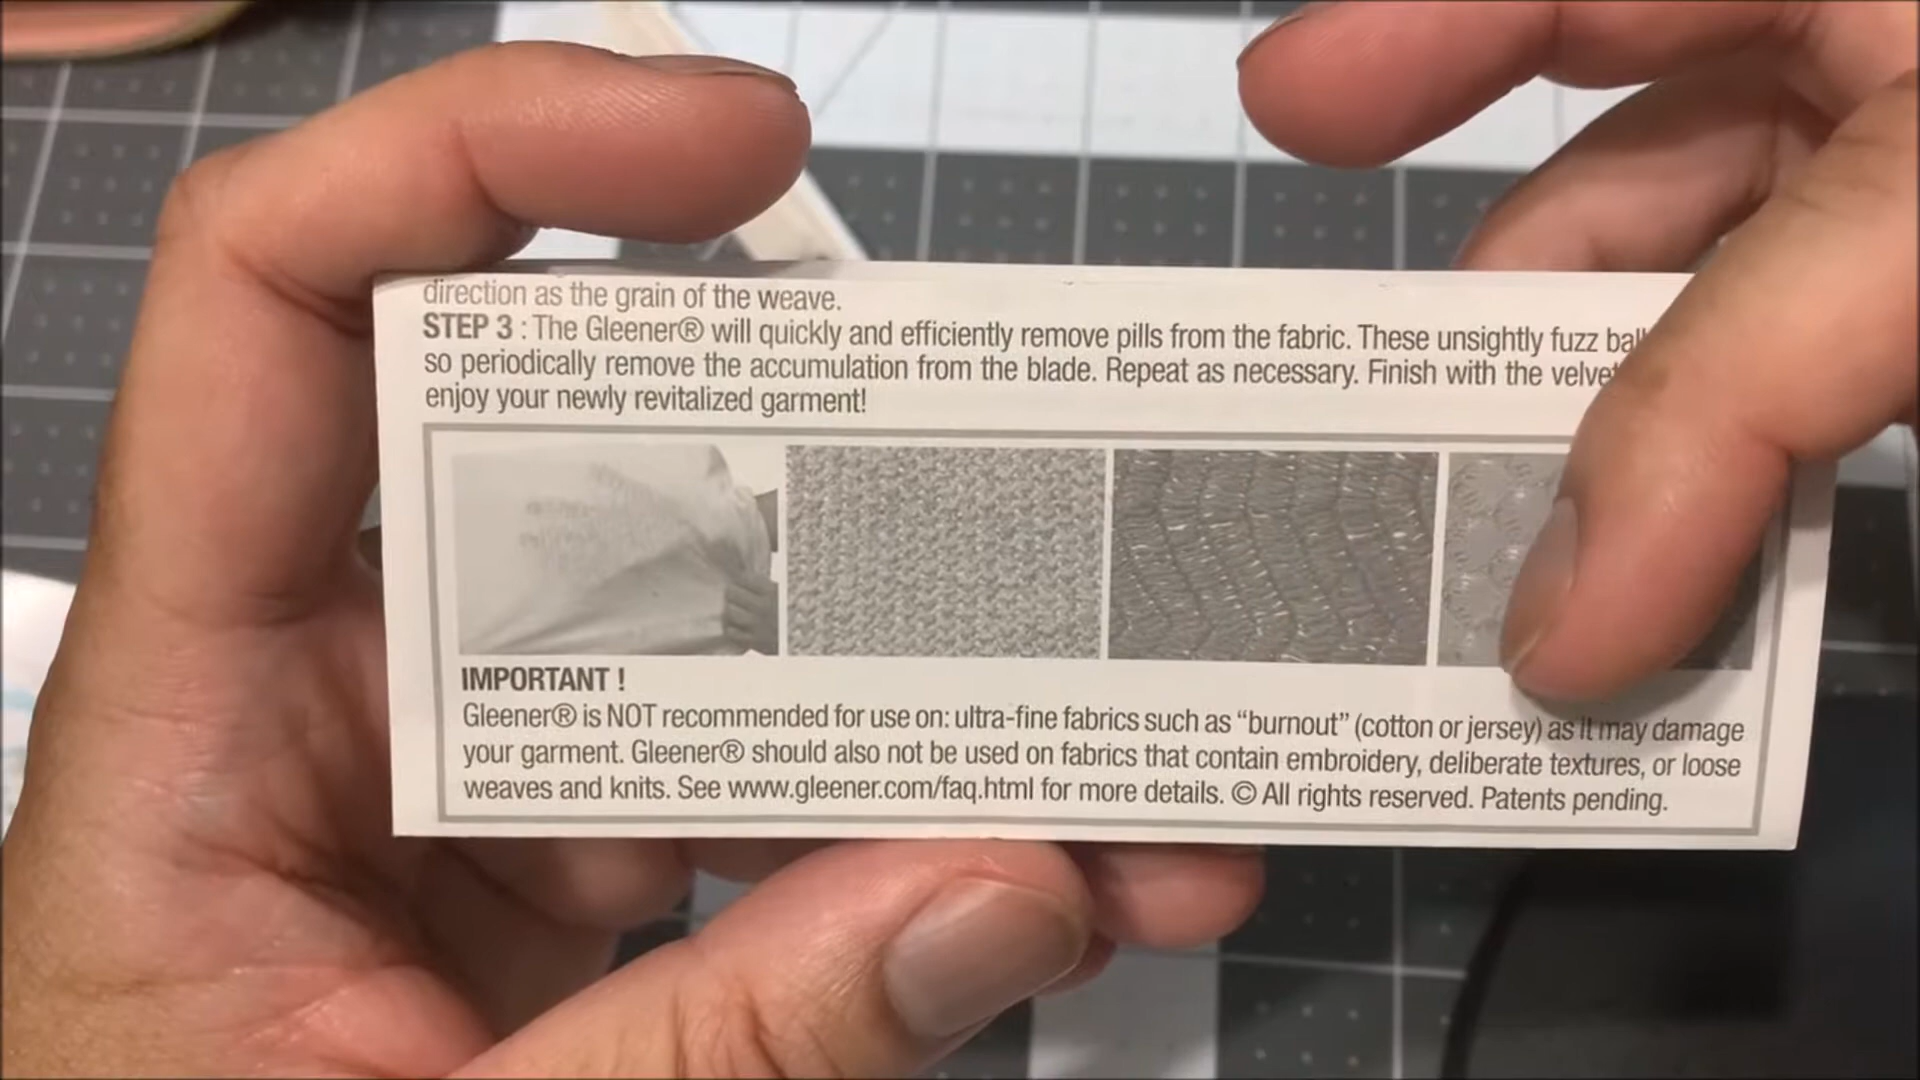 direction as the grain of the weave.
STEP 3 : The Gleener® will quickly and efficiently remove pills from the fabric. These unsightly fuzz
so periodically remove the accumulation from the blade. Repeat as necessary. Finish with the
enjoy your newly revitalized garment!
IMPORTANT !
Gleener® is NOT recommended for use on: ultra-fine fabrics such as “burnout” (cotton or jersey) as it may damage
your garment. Gleener® should also not be used on fabrics that contain embroidery, deliberate textures, or loose
weaves and knits. See www.gleener.com/faq.html for more details. © All rights reserved. Patents pending.